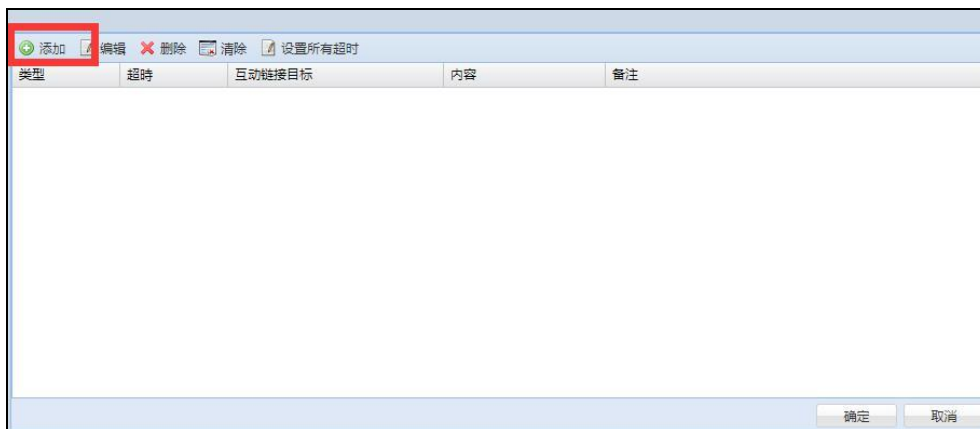 添加 编辑 删除 清除 设置所有超时
类型 超時 互动链接目标 内容 备注
确定 取消